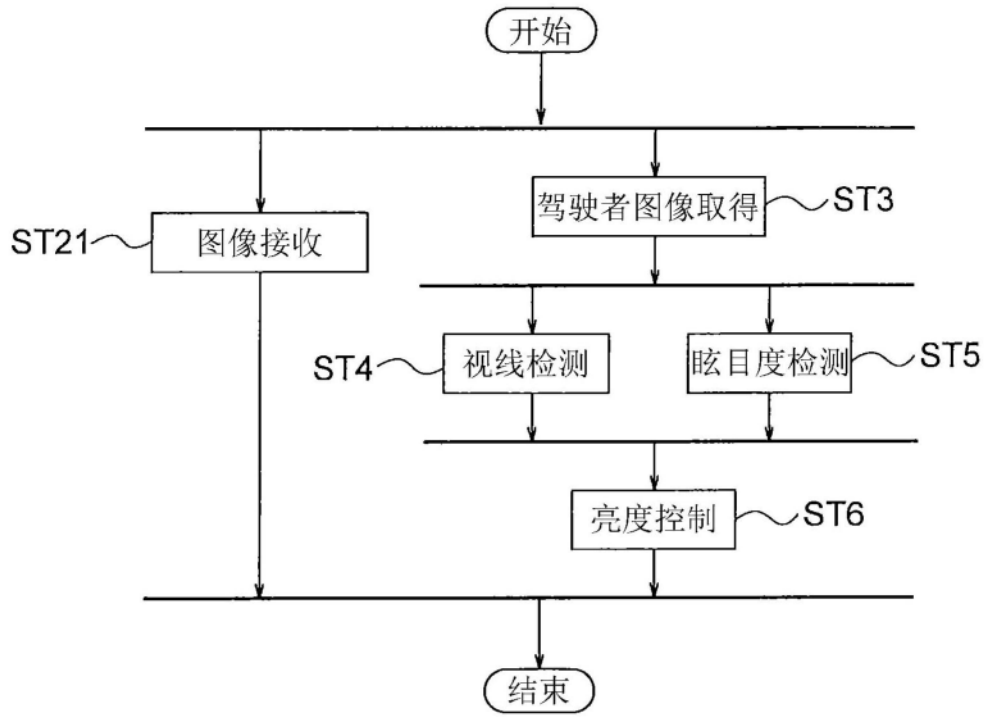 开始
驾驶者图像取得
ST3
ST21
图像接收
ST4
视线检测
眩目度检测
ST5
亮度控制
ST6
结束